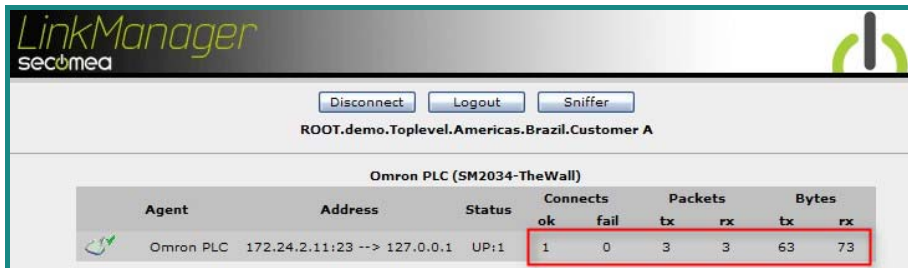 LinkManager
secomea
Disconnect Logout Sniffer
ROOT.demo.Toplevel.Americas.Brazil.Customer A
Omron PLC (SM2034-TheWall)
Agent Address Status Connects Packets Bytes
ok fail tx rx tx rx
Omron PLC 172.24.2.11:23 --> 127.0.0.1 UP:1 1 0 3 3 63 73